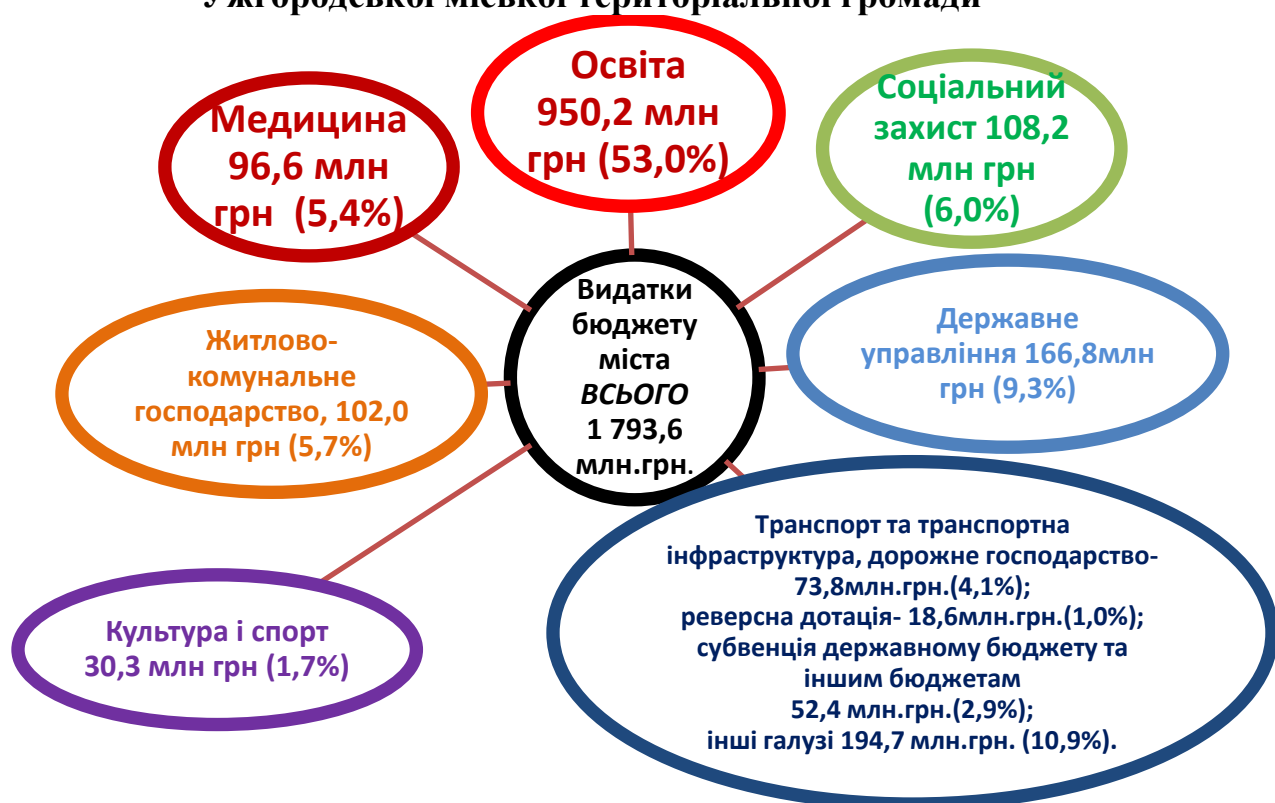 Ужгородської міської територіальної громади
Освіта
950,2 млн
грн (53,0%)
Медицина
96,6 млн
грн (5,4%)
Соціальний
захист 108,2
млн грн
(6,0%)
Видатки
бюджету
міста
ВСЬОГО
1 793,6
млн.грн.
Державне
управління 166,8млн
грн (9,3%)
Житлово-
комунальне
господарство, 102,0
млн грн (5,7%)
Транспорт та транспортна
інфраструктура, дорожне господарство-
73,8млн.грн.(4,1%);
реверсна дотація- 18,6млн.грн.(1,0%);
субвенція державному бюджету та
іншим бюджетам
52,4 млн.грн.(2,9%);
інші галузі 194,7 млн.грн. (10,9%).
Культура і спорт
30,3 млн грн (1,7%)